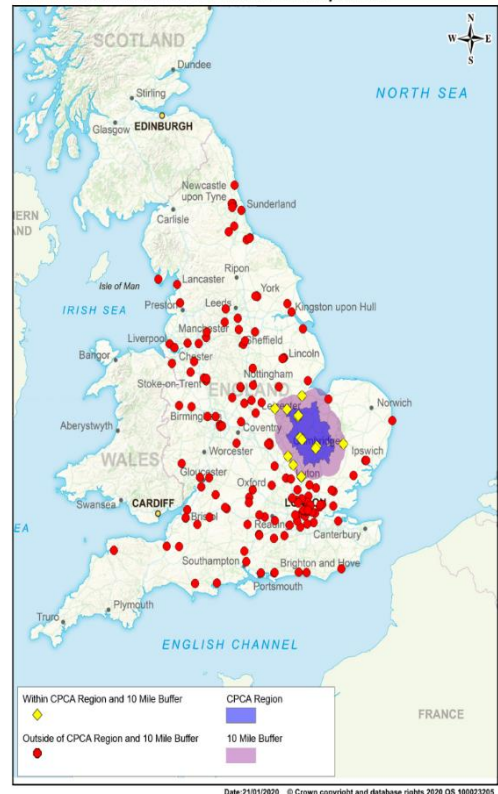 SCOTLAND
Dundee
Stirling
EDINBURGH
Glasgow
N
W E
S
NORTH SEA
Newcastle
upon Tyne
Sunderland
Carlisle
Isle of Man
Lancaster
Ripon
York
IRISH SEA
Preston
Leeds
Kingston upon Hull
Manchester
Liverpool
Sheffield
Bangor
Chester
Lincoln
Stoke-on-Trent
Nottingham
ENGLAND
Norwich
Aberystwyth
Birmingham
Coventry
Ipswich
WALES
Worcester
Gloucester
Oxford
Swansea
CARDIFF
Bristol
Reading
Canterbury
Southampton
Brighton and Hove
Portsmouth
Plymouth
Truro
ENGLISH CHANNEL
FRANCE
Within CPCA Region and 10 Mile Buffer
CPCA Region
Outside of CPCA Region and 10 Mile Buffer
10 Mile Buffer
Date:21/01/2020 © Crown copyright and database rights 2020 OS 100023205